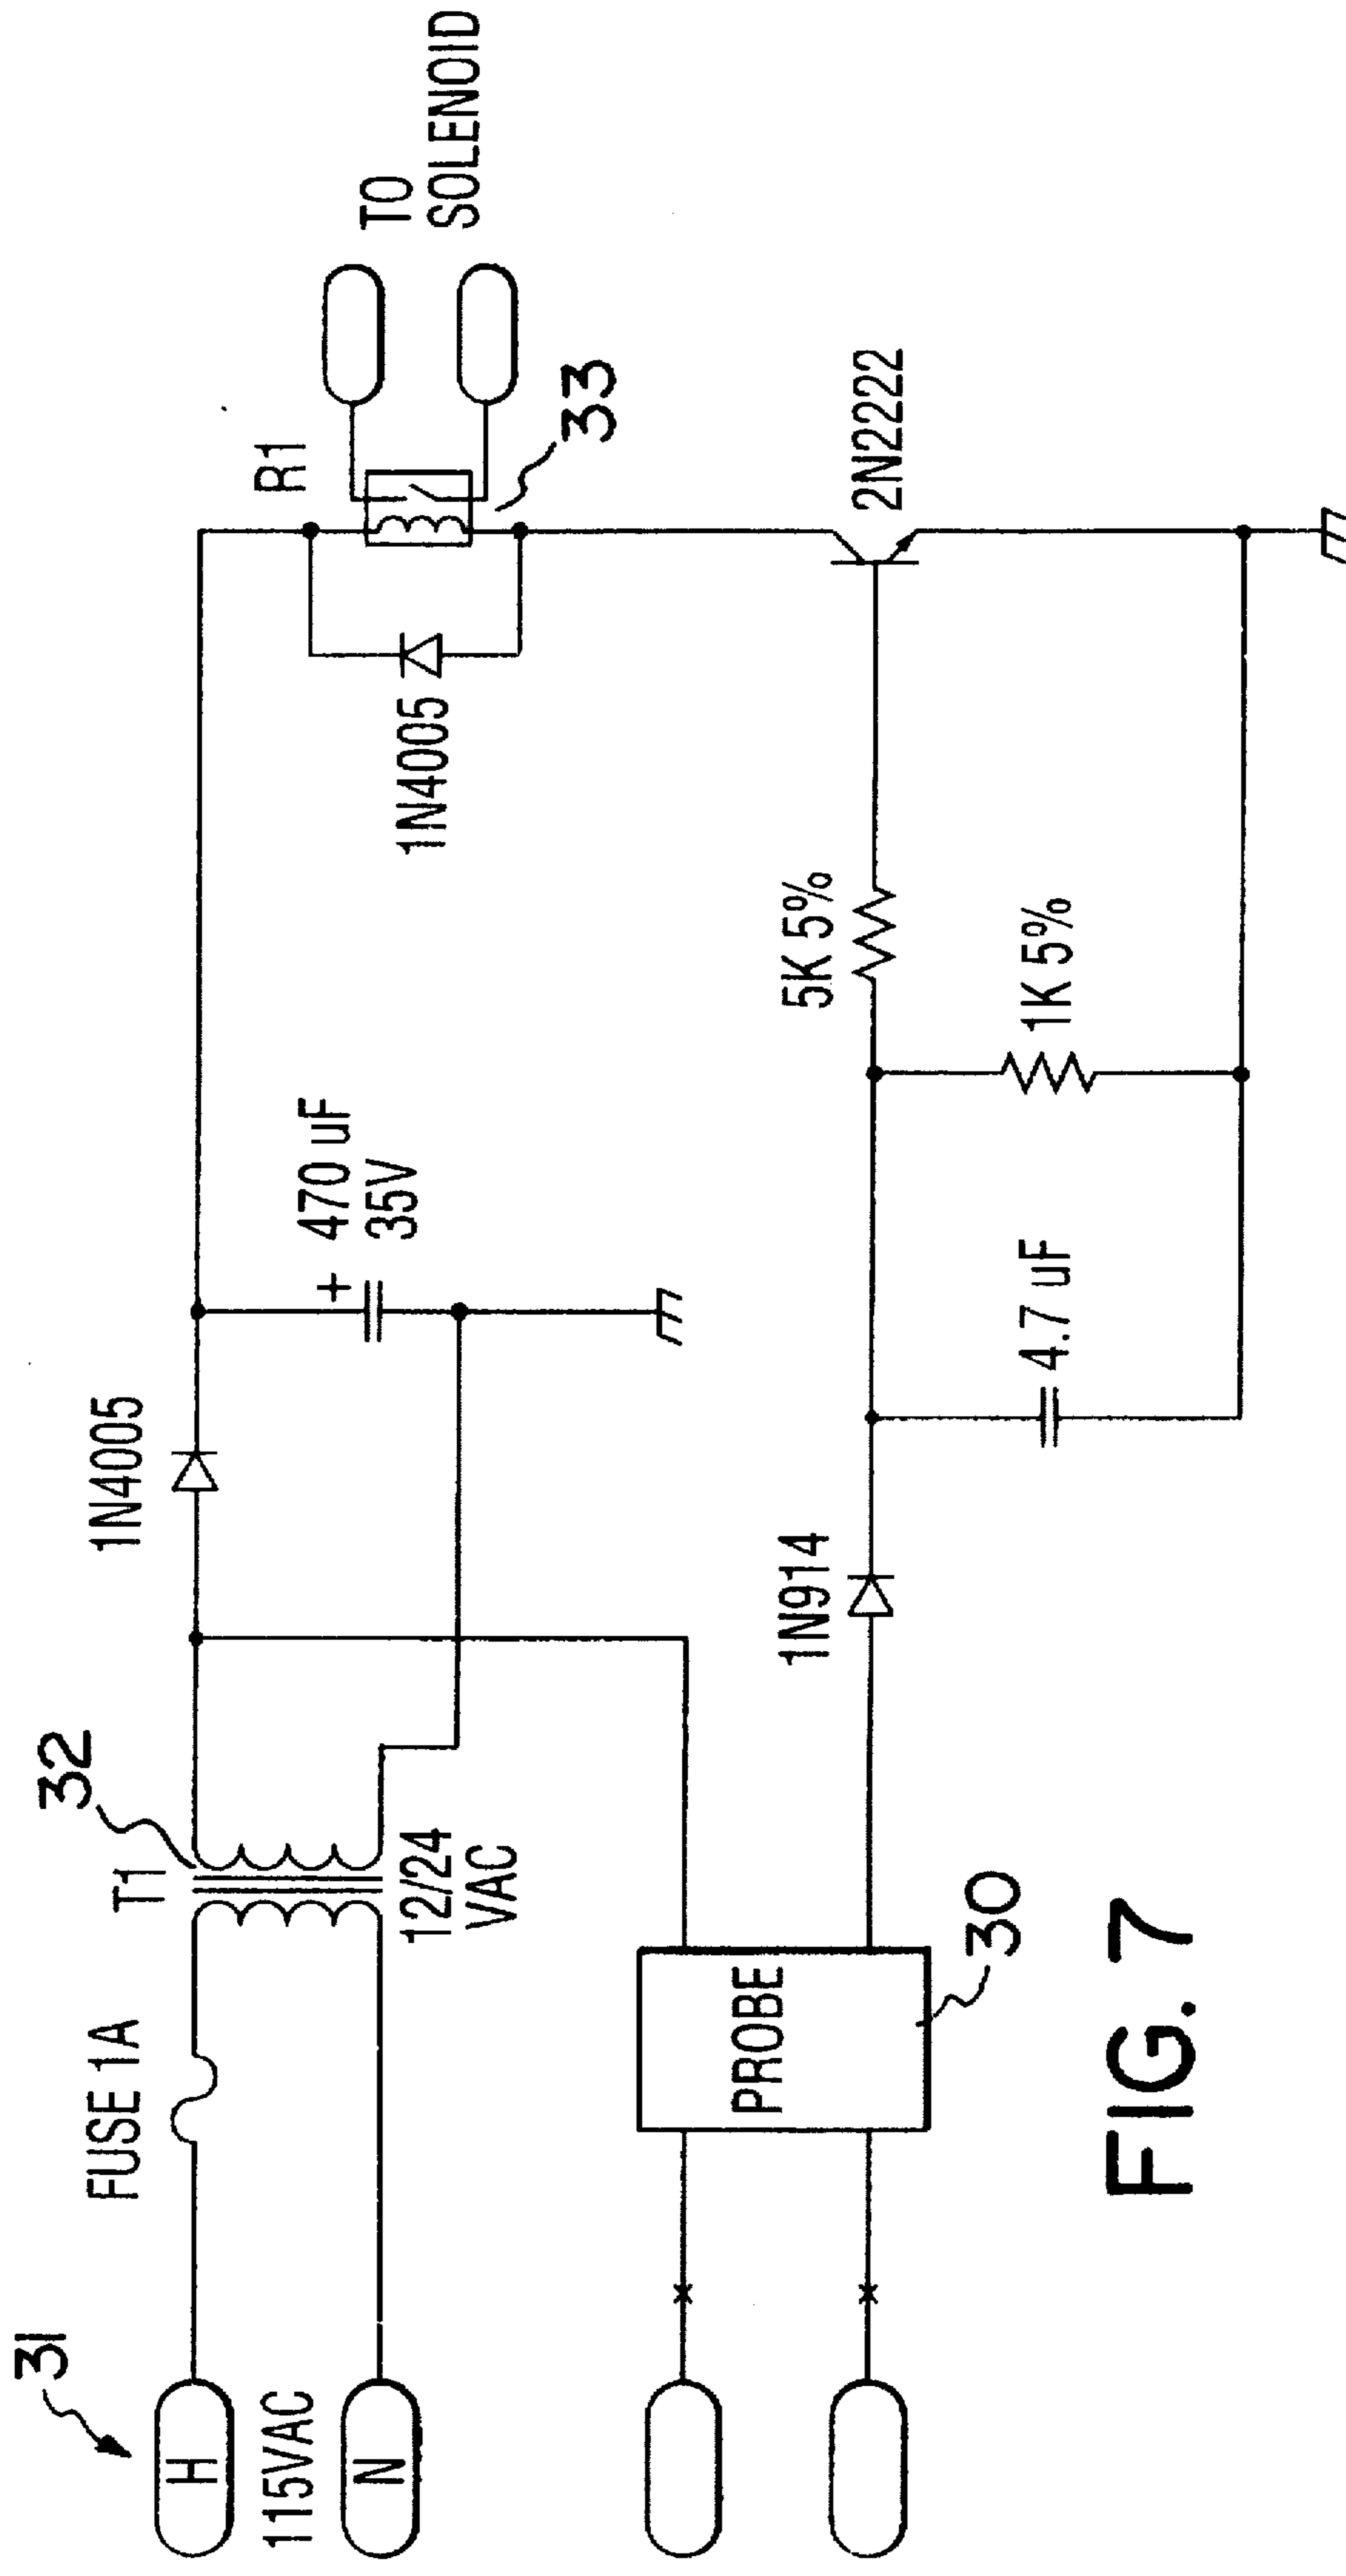 31
H
115VAC
N
FUSE 1A
T1
32
12/24
VAC
1N4005
+ 470 uF
35V
R1
TO
SOLENOID
33
1N4005
2N2222
PROBE
30
1N914
4.7 uF
5K 5%
1K 5%
FIG. 7